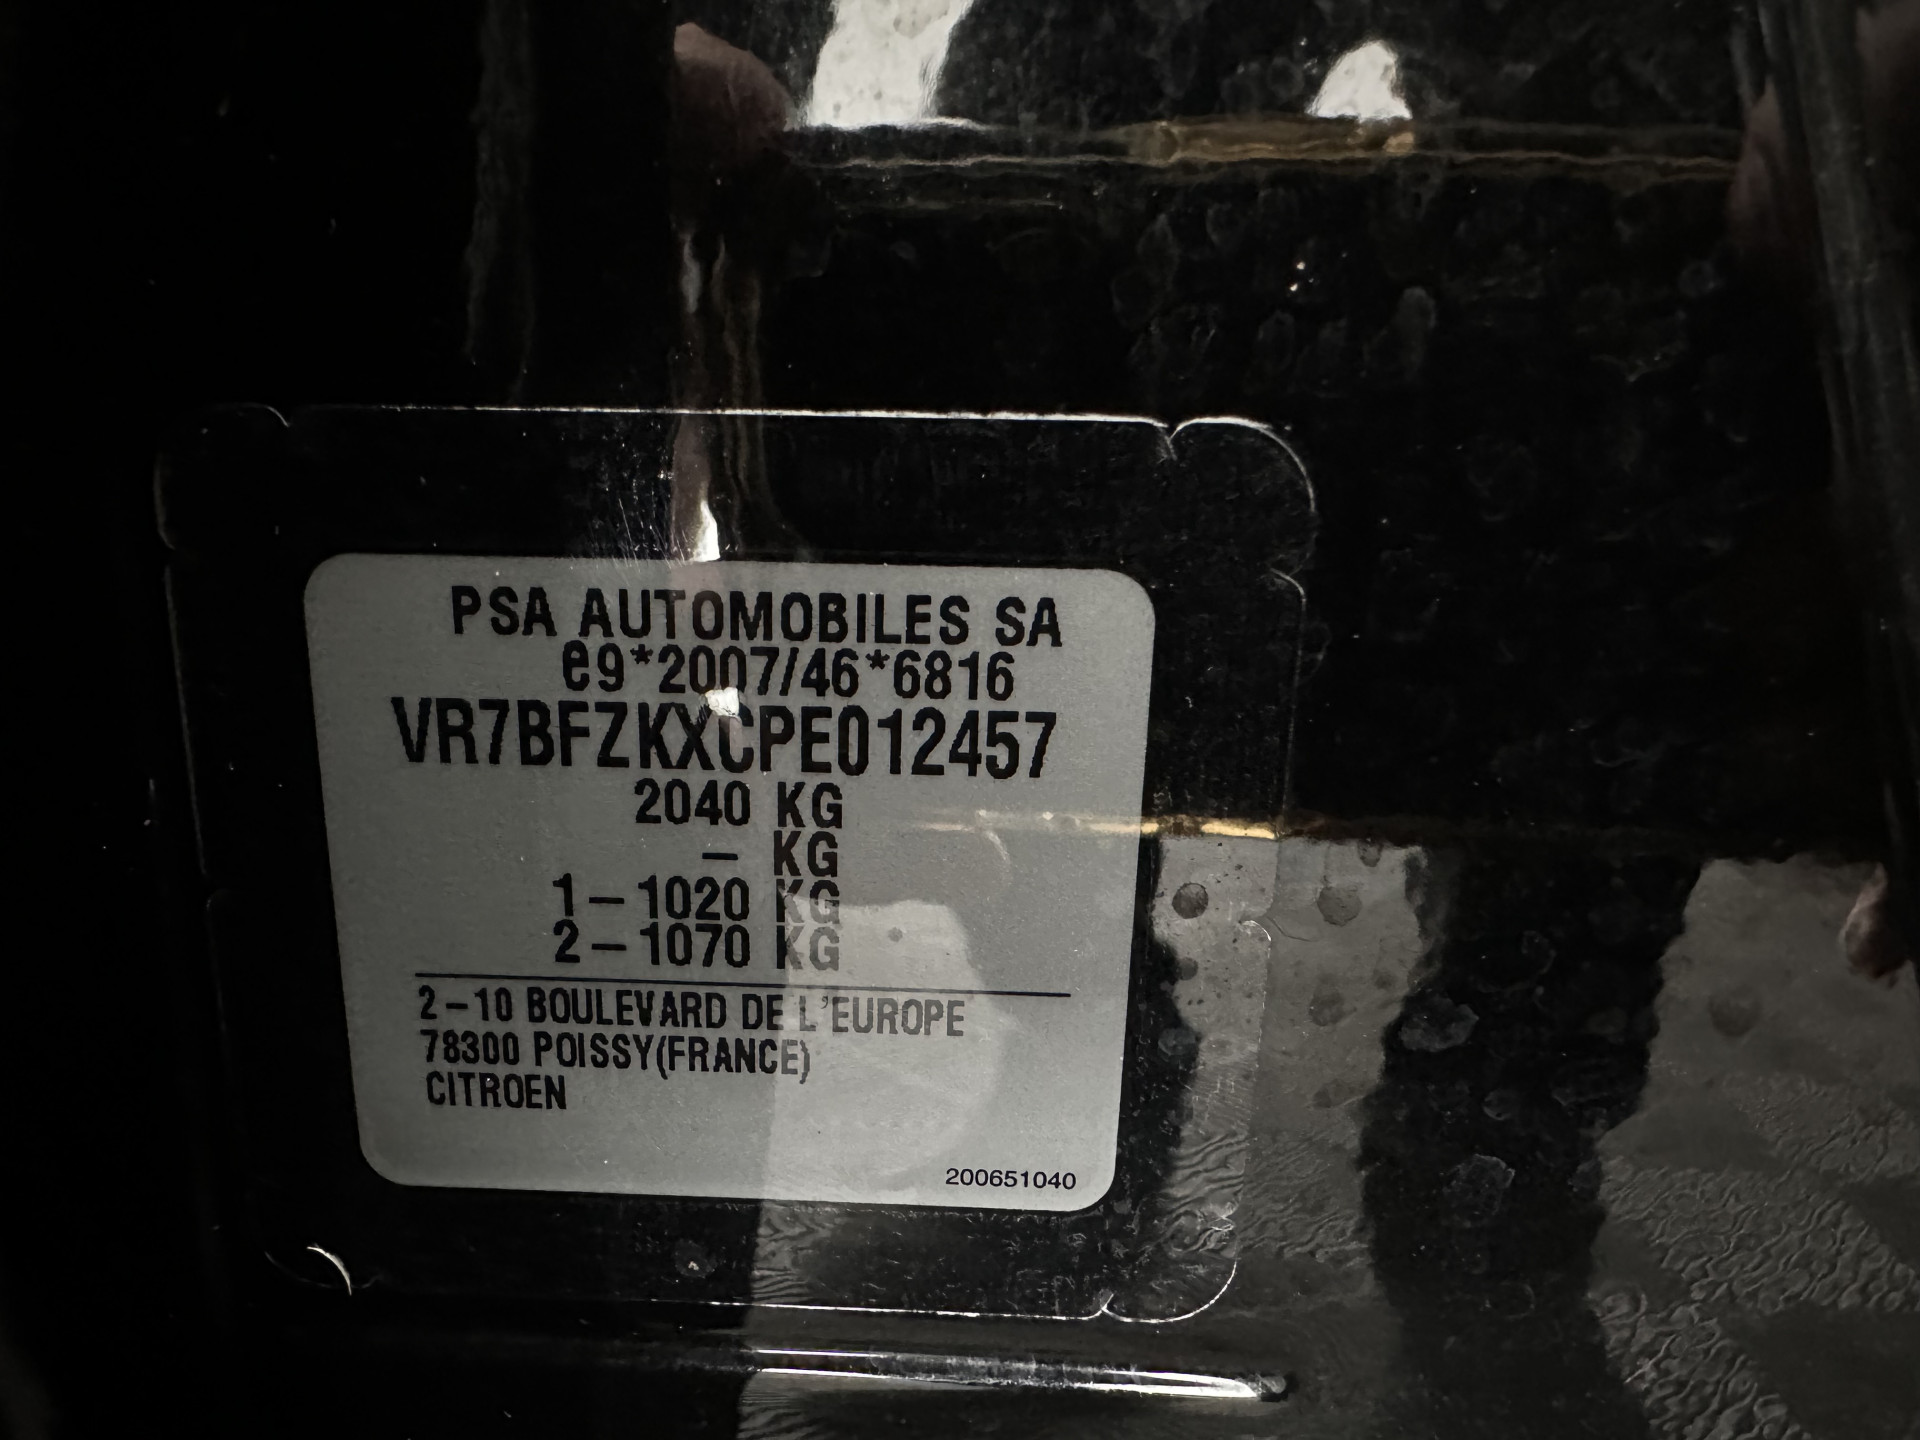 PSA AUTOMOBILES SA
e9*2007/46*6816
VR7BFZKXCPE012457
2040 KG
– KG
1–1020 KG
2–1070 KG
2–10 BOULEVARD DE L'EUROPE
78300 POISSY(FRANCE)
CITROEN
200651040